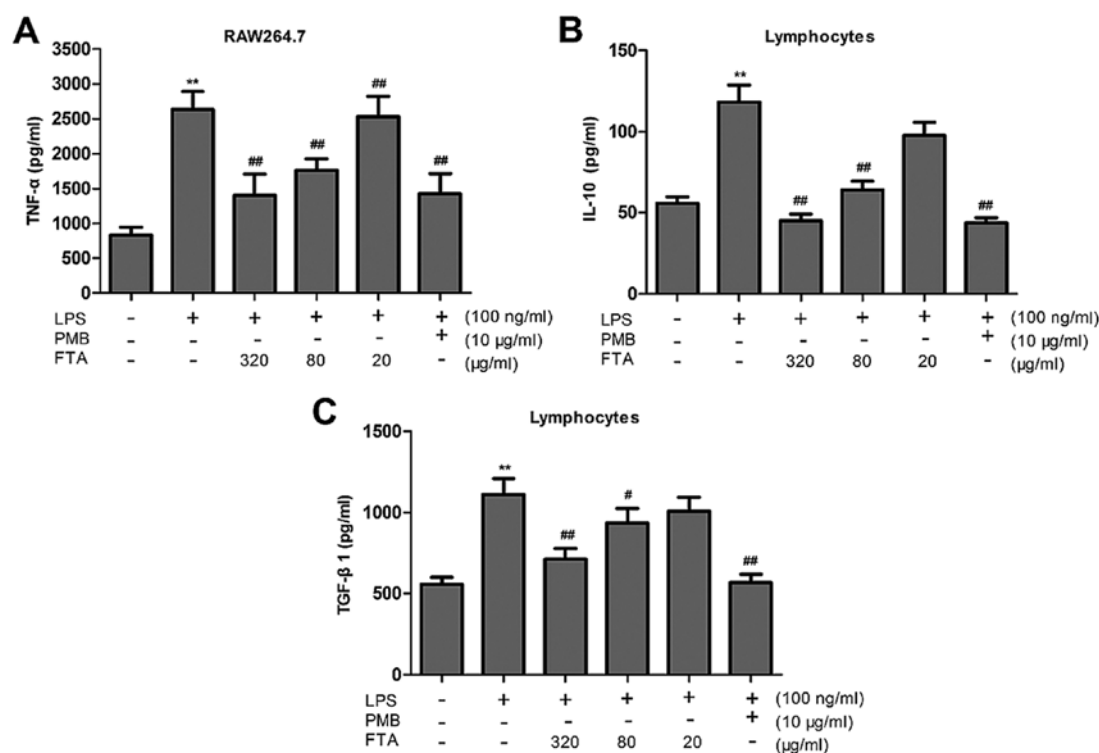 A
RAW264.7
TNF-α (pg/ml)
3500
3000
2500
2000
1500
1000
500
0
**
##
##
##
##
LPS - + + + + + (100 ng/ml)
PMB - - - - - + (10 µg/ml)
FTA - - 320 80 20 - (µg/ml)
B
Lymphocytes
IL-10 (pg/ml)
150
100
50
0
**
##
##
##
LPS - + + + + + (100 ng/ml)
PMB - - - - - + (10 µg/ml)
FTA - - 320 80 20 - (µg/ml)
C
Lymphocytes
TGF-β 1 (pg/ml)
1500
1000
500
0
**
##
#
##
LPS - + + + + + (100 ng/ml)
PMB - - - - - + (10 µg/ml)
FTA - - 320 80 20 - (µg/ml)